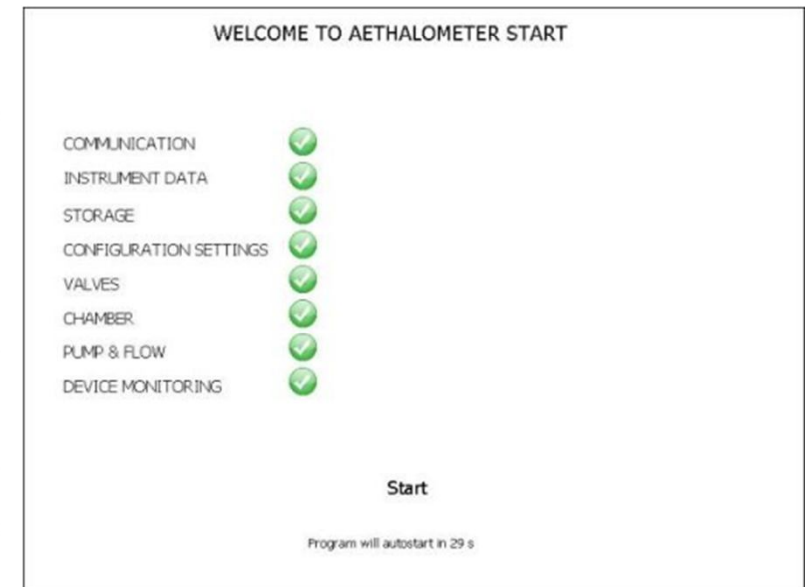 WELCOME TO AETHALOMETER START
COMMUNICATION
INSTRUMENT DATA
STORAGE
CONFIGURATION SETTINGS
VALVES
CHAMBER
PUMP & FLOW
DEVICE MONITORING
Start
Program will autostart in 29 s